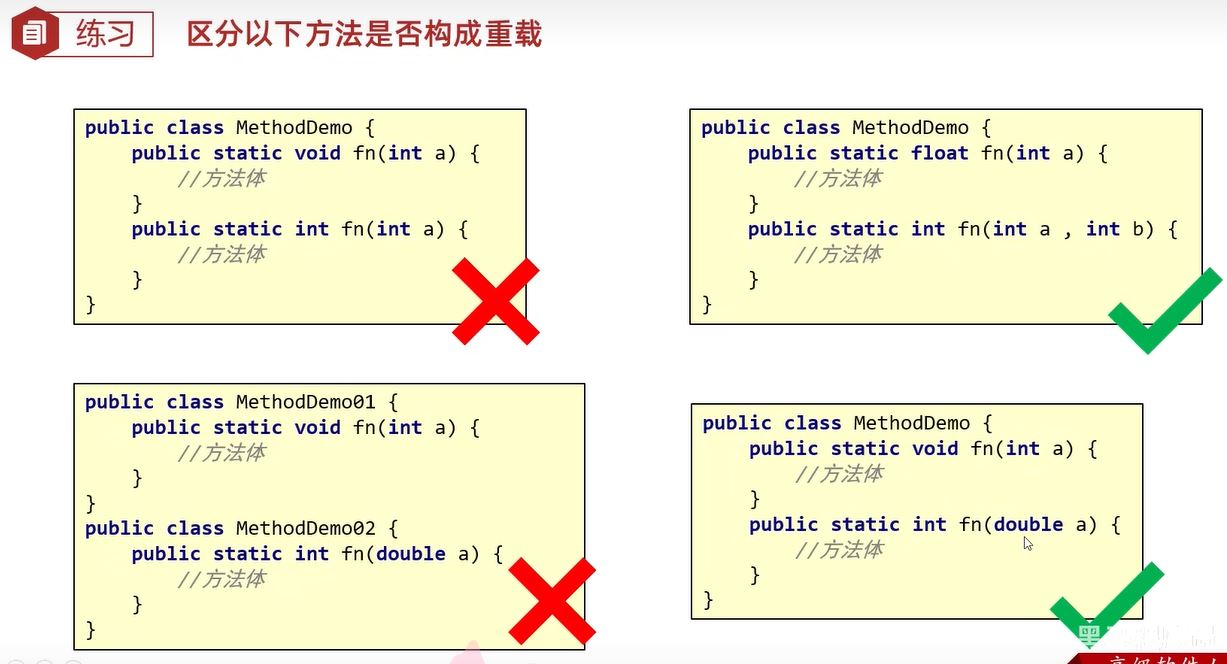 练习
区分以下方法是否构成重载
public class MethodDemo {
    public static void fn(int a) {
        //方法体
    }
    public static int fn(int a) {
        //方法体
    }
}
public class MethodDemo {
    public static float fn(int a) {
        //方法体
    }
    public static int fn(int a , int b) {
        //方法体
    }
}
public class MethodDemo01 {
    public static void fn(int a) {
        //方法体
    }
}
public class MethodDemo02 {
    public static int fn(double a) {
        //方法体
    }
}
public class MethodDemo {
    public static void fn(int a) {
        //方法体
    }
    public static int fn(double a) {
        //方法体
    }
}